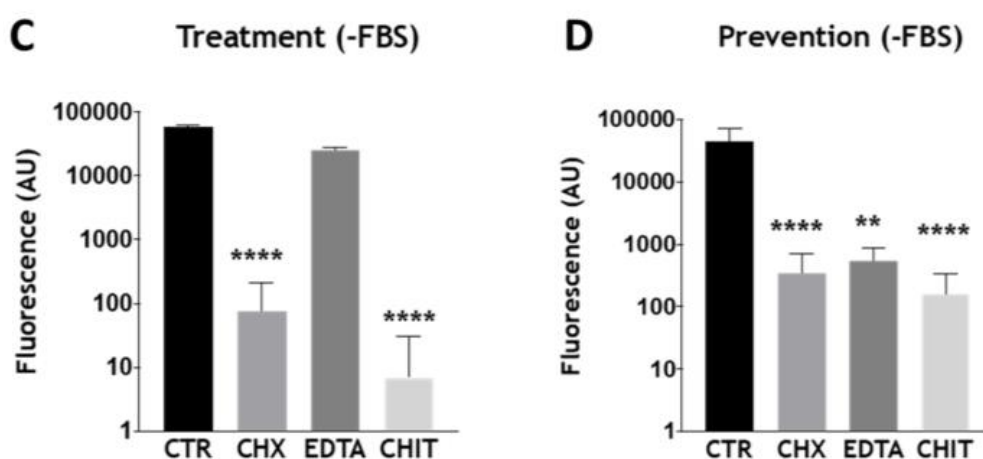 C Treatment (-FBS)
Fluorescence (AU)
100000
10000
1000
100
10
1
****
****
CTR CHX EDTA CHIT
D Prevention (-FBS)
Fluorescence (AU)
100000
10000
1000
100
10
1
**** ** ****
CTR CHX EDTA CHIT